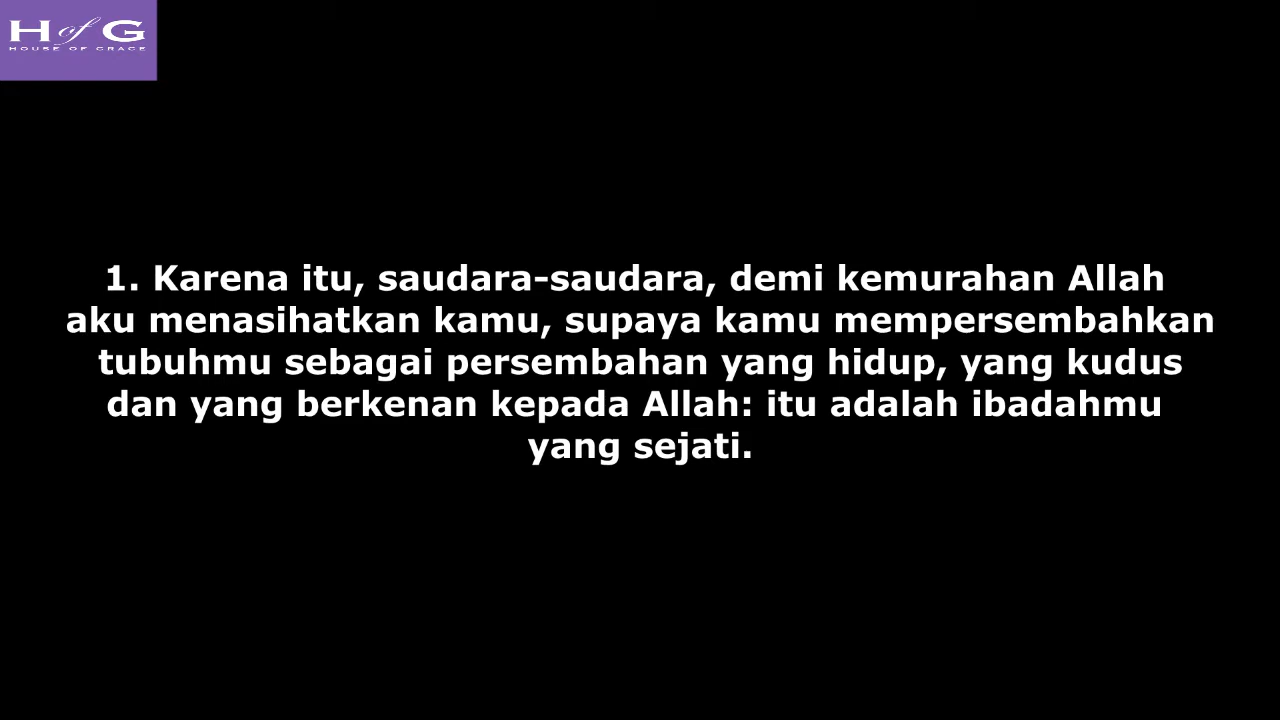 H of G
HOUSE OF GRACE
1. Karena itu, saudara-saudara, demi kemurahan Allah
aku menasihatkan kamu, supaya kamu mempersembahkan
tubuhmu sebagai persembahan yang hidup, yang kudus
dan yang berkenan kepada Allah: itu adalah ibadahmu
yang sejati.